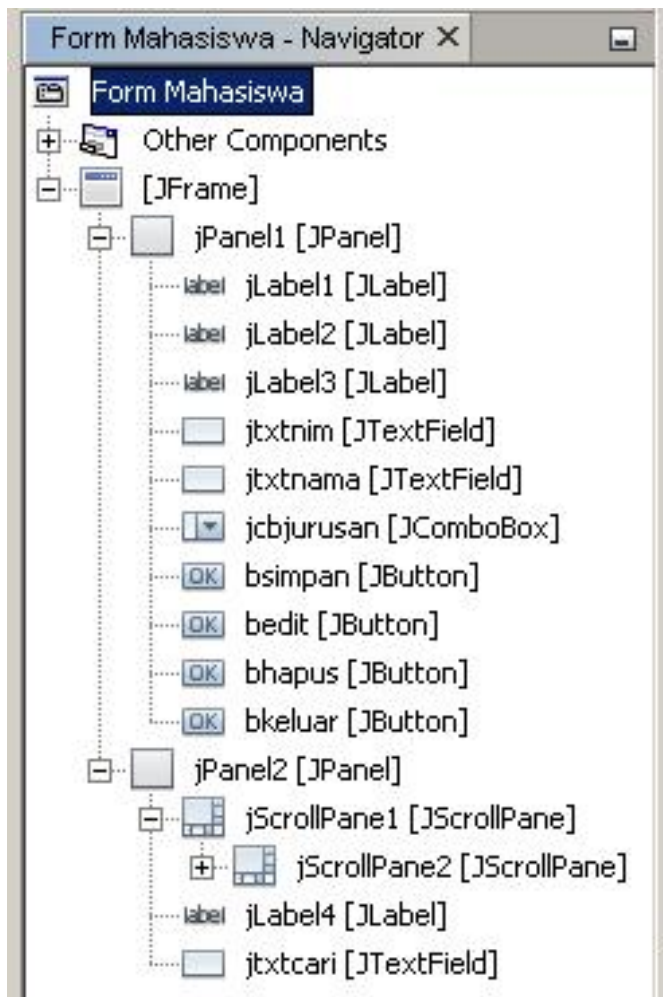 Form Mahasiswa - Navigator
Form Mahasiswa
Other Components
[JFrame]
jPanel1 [JPanel]
label jLabel1 [JLabel]
label jLabel2 [JLabel]
label jLabel3 [JLabel]
jtxtnim [JTextField]
jtxtnama [JTextField]
jcbjurusan [JComboBox]
OK bsimpan [JButton]
OK bedit [JButton]
OK bhapus [JButton]
OK bkeluar [JButton]
jPanel2 [JPanel]
jScrollPane1 [JScrollPane]
jScrollPane2 [JScrollPane]
label jLabel4 [JLabel]
jtxtcari [JTextField]